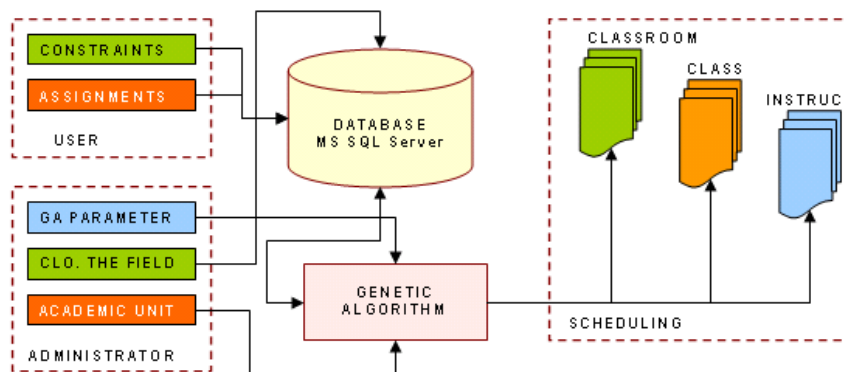 CONSTRAINTS
ASSIGNMENTS
USER
GA PARAMETER
CLO. THE FIELD
ACADEMIC UNIT
ADMINISTRATOR
DATABASE
MS SQL Server
GENETIC
ALGORITHM
CLASSROOM
CLASS
INSTRUC
SCHEDULING